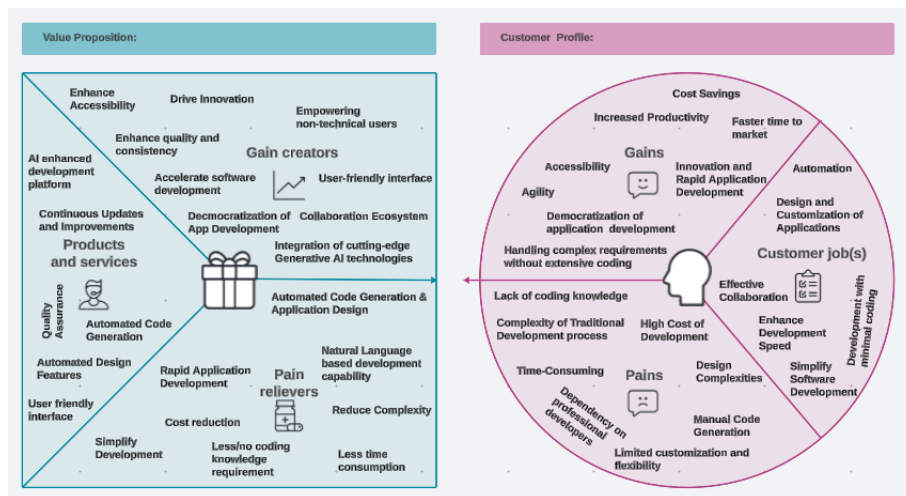 Value Proposition:
Customer Profile:
Enhance
Accessibility
Drive Innovation
Empowering
non-technical users
Enhance quality and
consistency
Gain creators
Accelerate software
development
User-friendly interface
Decmocratization of
App Development
Collaboration Ecosystem
Integration of cutting-edge
Generative AI technologies
AI enhanced
development
platform
Continuous Updates
and Improvements
Products
and services
Quality
Assurance
Automated Code
Generation
Automated Design
Features
User friendly
interface
Automated Code Generation &
Application Design
Natural Language
based development
capability
Rapid Application
Development
Pain
relievers
Reduce Complexity
Cost reduction
Simplify
Development
Less/no coding
knowledge
requirement
Less time
consumption
Cost Savings
Increased Productivity
Faster time to
market
Gains
Accessibility
Innovation and
Rapid Application
Development
Agility
Democratization of
application development
Handling complex requirements
without extensive coding
Automation
Design and
Customization of
Applications
Customer job(s)
Effective
Collaboration
Enhance
Development
Speed
Development with
minimal coding
Simplify
Software
Development
Lack of coding knowledge
Complexity of Traditional
Development process
High Cost of
Development
Time-Consuming
Pains
Design
Complexities
Dependency on
professional
developers
Manual Code
Generation
Limited customization and
flexibility